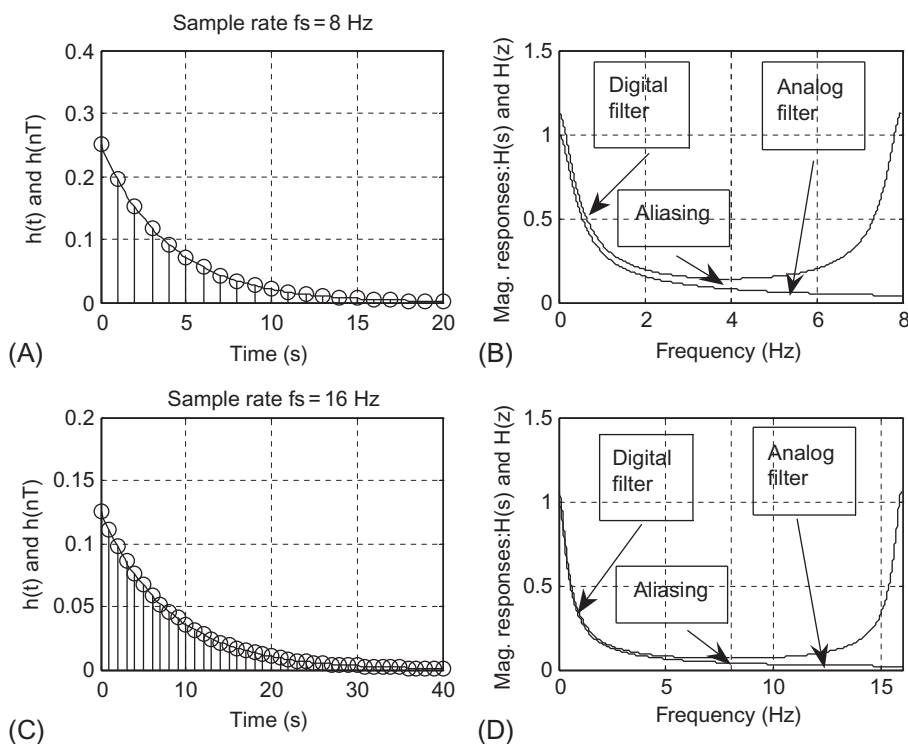 Sample rate fs = 8 Hz
h(t) and h(nT)
0.4
0.3
0.2
0.1
0
0 5 10 15 20
Time (s)
(A)
Mag. responses:H(s) and H(z)
1.5
1
0.5
0
Digital
filter
Analog
filter
Aliasing
0 2 4 6 8
Frequency (Hz)
(B)
Sample rate fs = 16 Hz
h(t) and h(nT)
0.2
0.15
0.1
0.05
0
0 10 20 30 40
Time (s)
(C)
Mag. responses:H(s) and H(z)
1.5
1
0.5
0
Digital
filter
Analog
filter
Aliasing
0 5 10 15
Frequency (Hz)
(D)